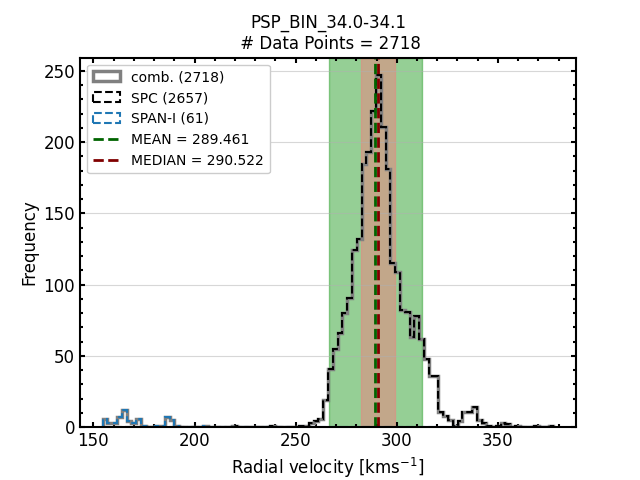 PSP_BIN_34.0-34.1
# Data Points = 2718
250
200
150
100
50
0
Frequency
comb. (2718)
SPC (2657)
SPAN-I (61)
MEAN = 289.461
MEDIAN = 290.522
150 200 250 300 350
Radial velocity [kms⁻¹]